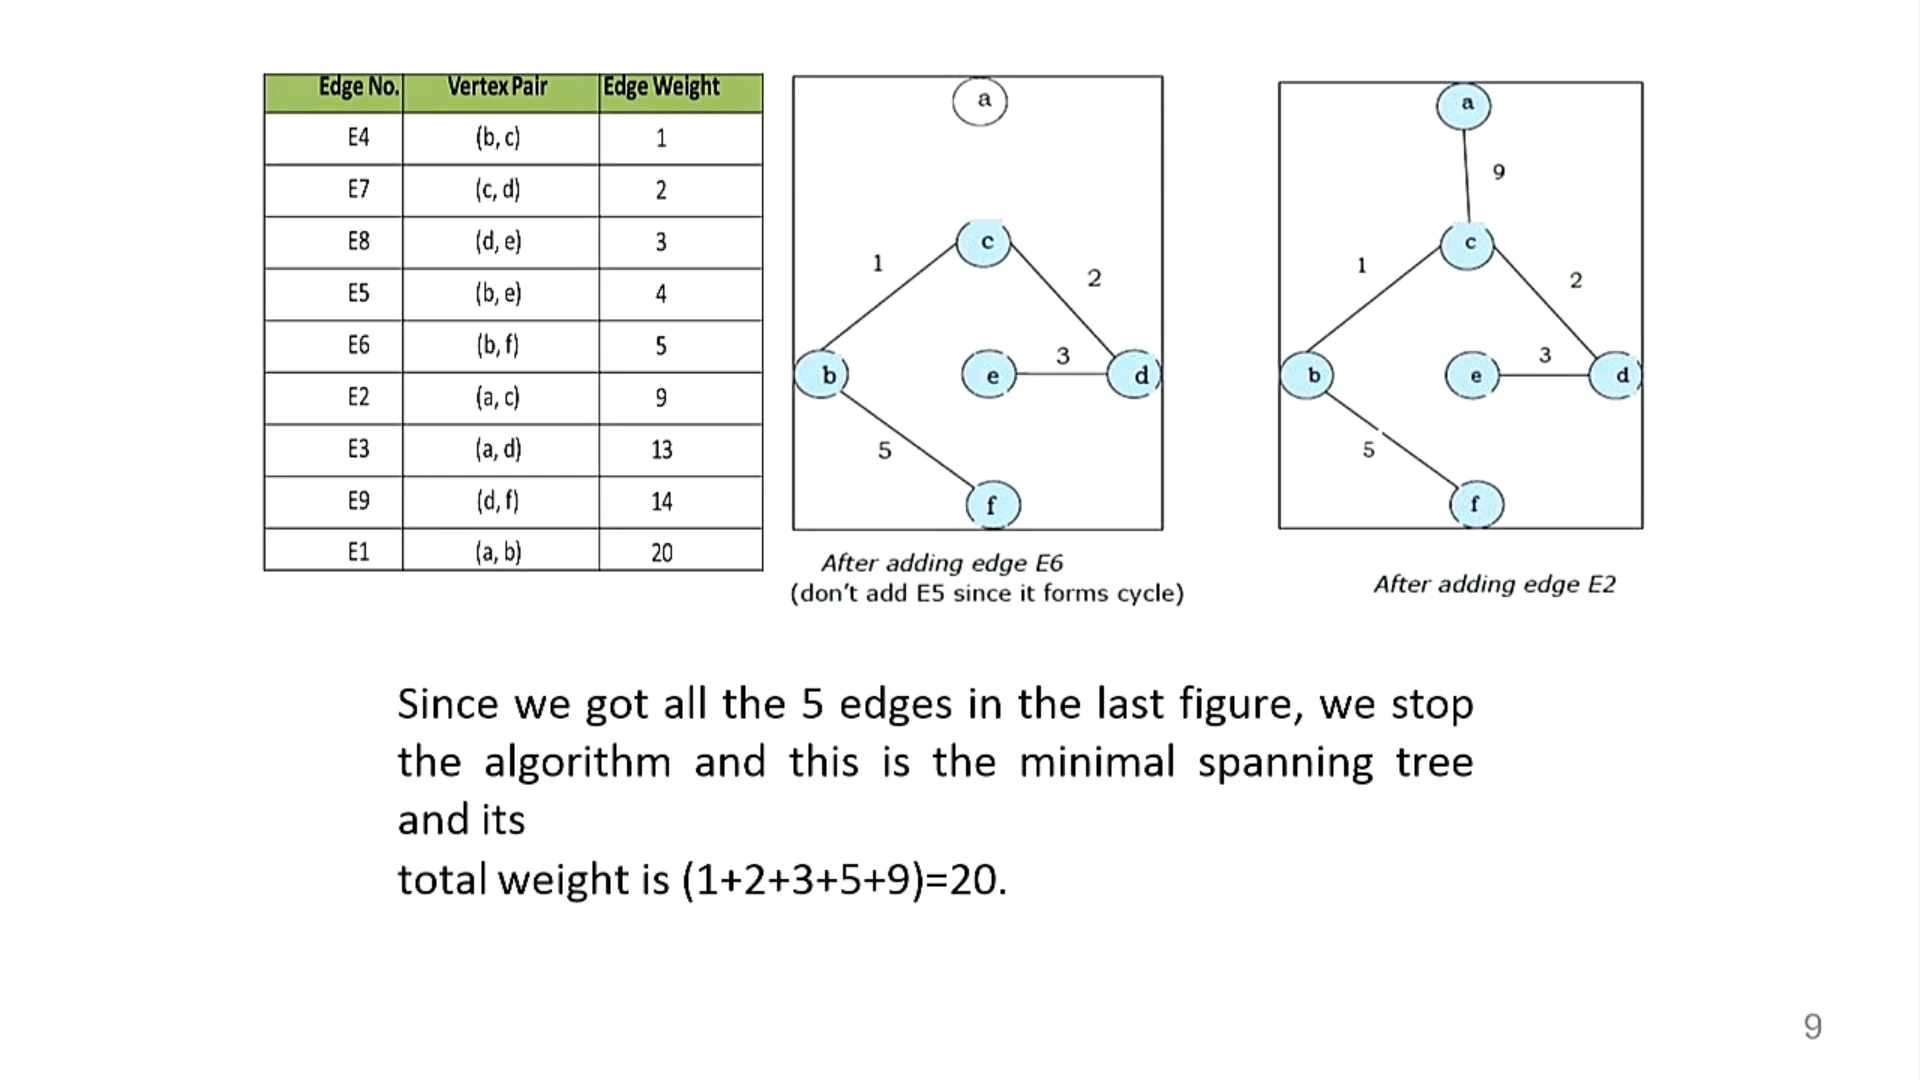 Edge No. Vertex Pair Edge Weight
E4 (b, c) 1
E7 (c, d) 2
E8 (d, e) 3
E5 (b, e) 4
E6 (b, f) 5
E2 (a, c) 9
E3 (a, d) 13
E9 (d, f) 14
E1 (a, b) 20
a
c
1
2
b
e
3
d
5
f
After adding edge E6
(don't add E5 since it forms cycle)
a
9
c
1
2
b
e
3
d
5
f
After adding edge E2
Since we got all the 5 edges in the last figure, we stop
the algorithm and this is the minimal spanning tree
and its
total weight is (1+2+3+5+9)=20.
9